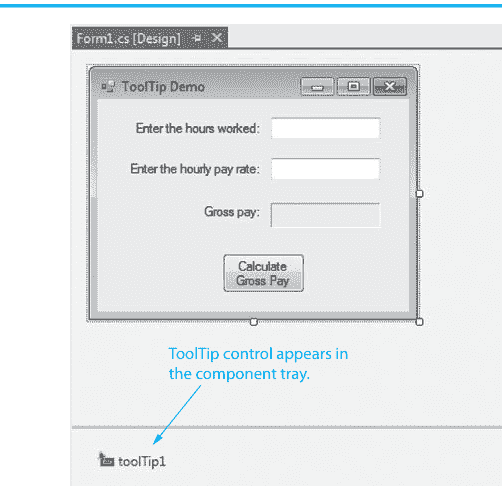 Form1.cs [Design]
ToolTip Demo
Enter the hours worked:
Enter the hourly pay rate:
Gross pay:
Calculate
Gross Pay
ToolTip control appears in
the component tray.
toolTip1